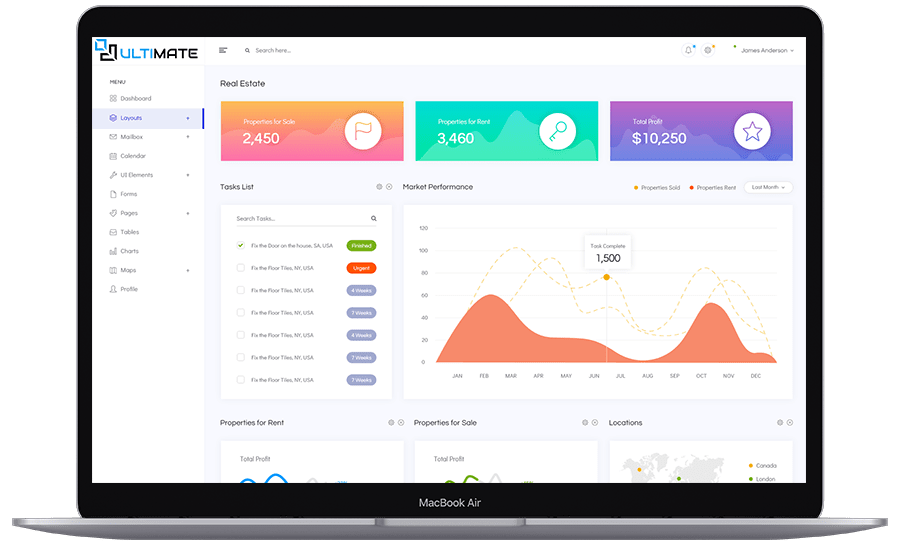 ULTIMATE
Search here...
James Anderson
MENU
Dashboard
Layouts
Mailbox
Calendar
UI Elements
Forms
Pages
Tables
Charts
Maps
Profile
Real Estate
Properties for Sale
2,450
Properties for Rent
3,460
Total Profit
$10,250
Tasks List
Search Tasks...
Fix the Door on the house, SA, USA Finished
Fix the Floor Tiles, NY, USA Urgent
Fix the Floor Tiles, NY, USA 4 Weeks
Fix the Floor Tiles, NY, USA 7 Weeks
Fix the Floor Tiles, NY, USA 4 Weeks
Fix the Floor Tiles, NY, USA 7 Weeks
Fix the Floor Tiles, NY, USA 7 Weeks
Market Performance
Properties Sold Properties Rent Last Month
120
100
80
60
40
20
0
Task Complete
1,500
JAN FEB MAR APR MAY JUN JUL AUG SEP OCT NOV DEC
Properties for Rent
Total Profit
Properties for Sale
Total Profit
Locations
Canada
London
MacBook Air